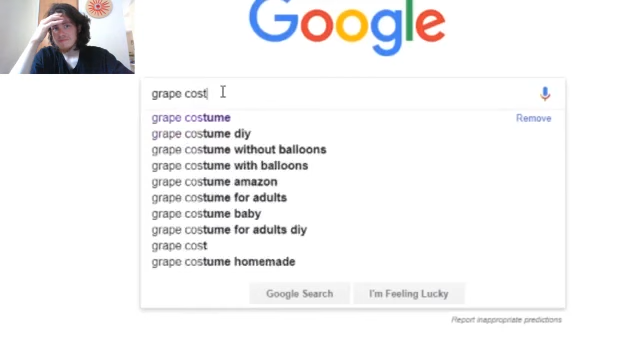 Google
grape cost
grape costume
Remove
grape costume diy
grape costume without balloons
grape costume with balloons
grape costume amazon
grape costume for adults
grape costume baby
grape costume for adults diy
grape cost
grape costume homemade
Google Search
I'm Feeling Lucky
Report inappropriate predictions